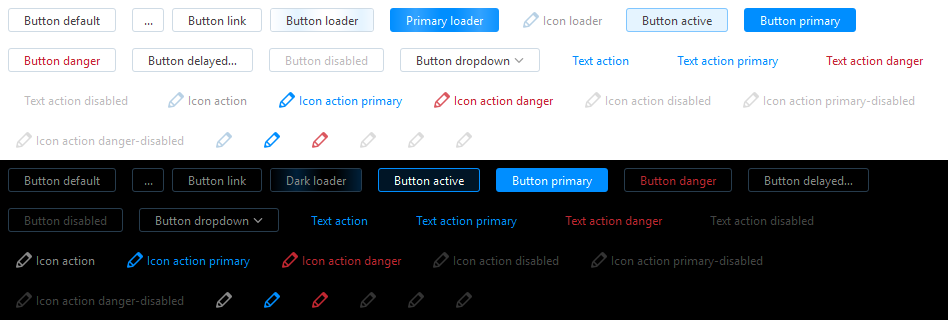 Button default ... Button link Button loader Primary loader Icon loader Button active Button primary
Button danger Button delayed... Button disabled Button dropdown Text action Text action primary Text action danger
Text action disabled Icon action Icon action primary Icon action danger Icon action disabled Icon action primary-disabled
Icon action danger-disabled
Button default ... Button link Dark loader Button active Button primary Button danger Button delayed...
Button disabled Button dropdown Text action Text action primary Text action danger Text action disabled
Icon action Icon action primary Icon action danger Icon action disabled Icon action primary-disabled
Icon action danger-disabled